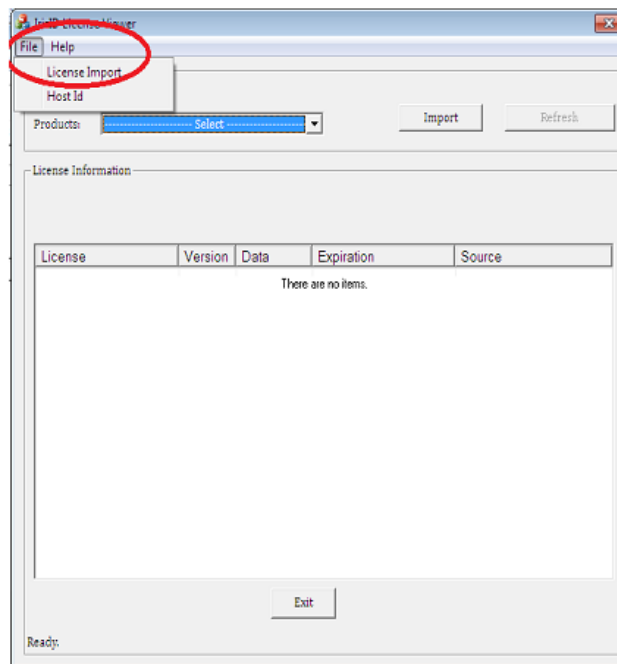 IrisID License Viewer
File Help
License Import
Host Id
Products: -------------------- Select --------------------
Import
Refresh
License Information
License Version Data Expiration Source
There are no items.
Exit
Ready.